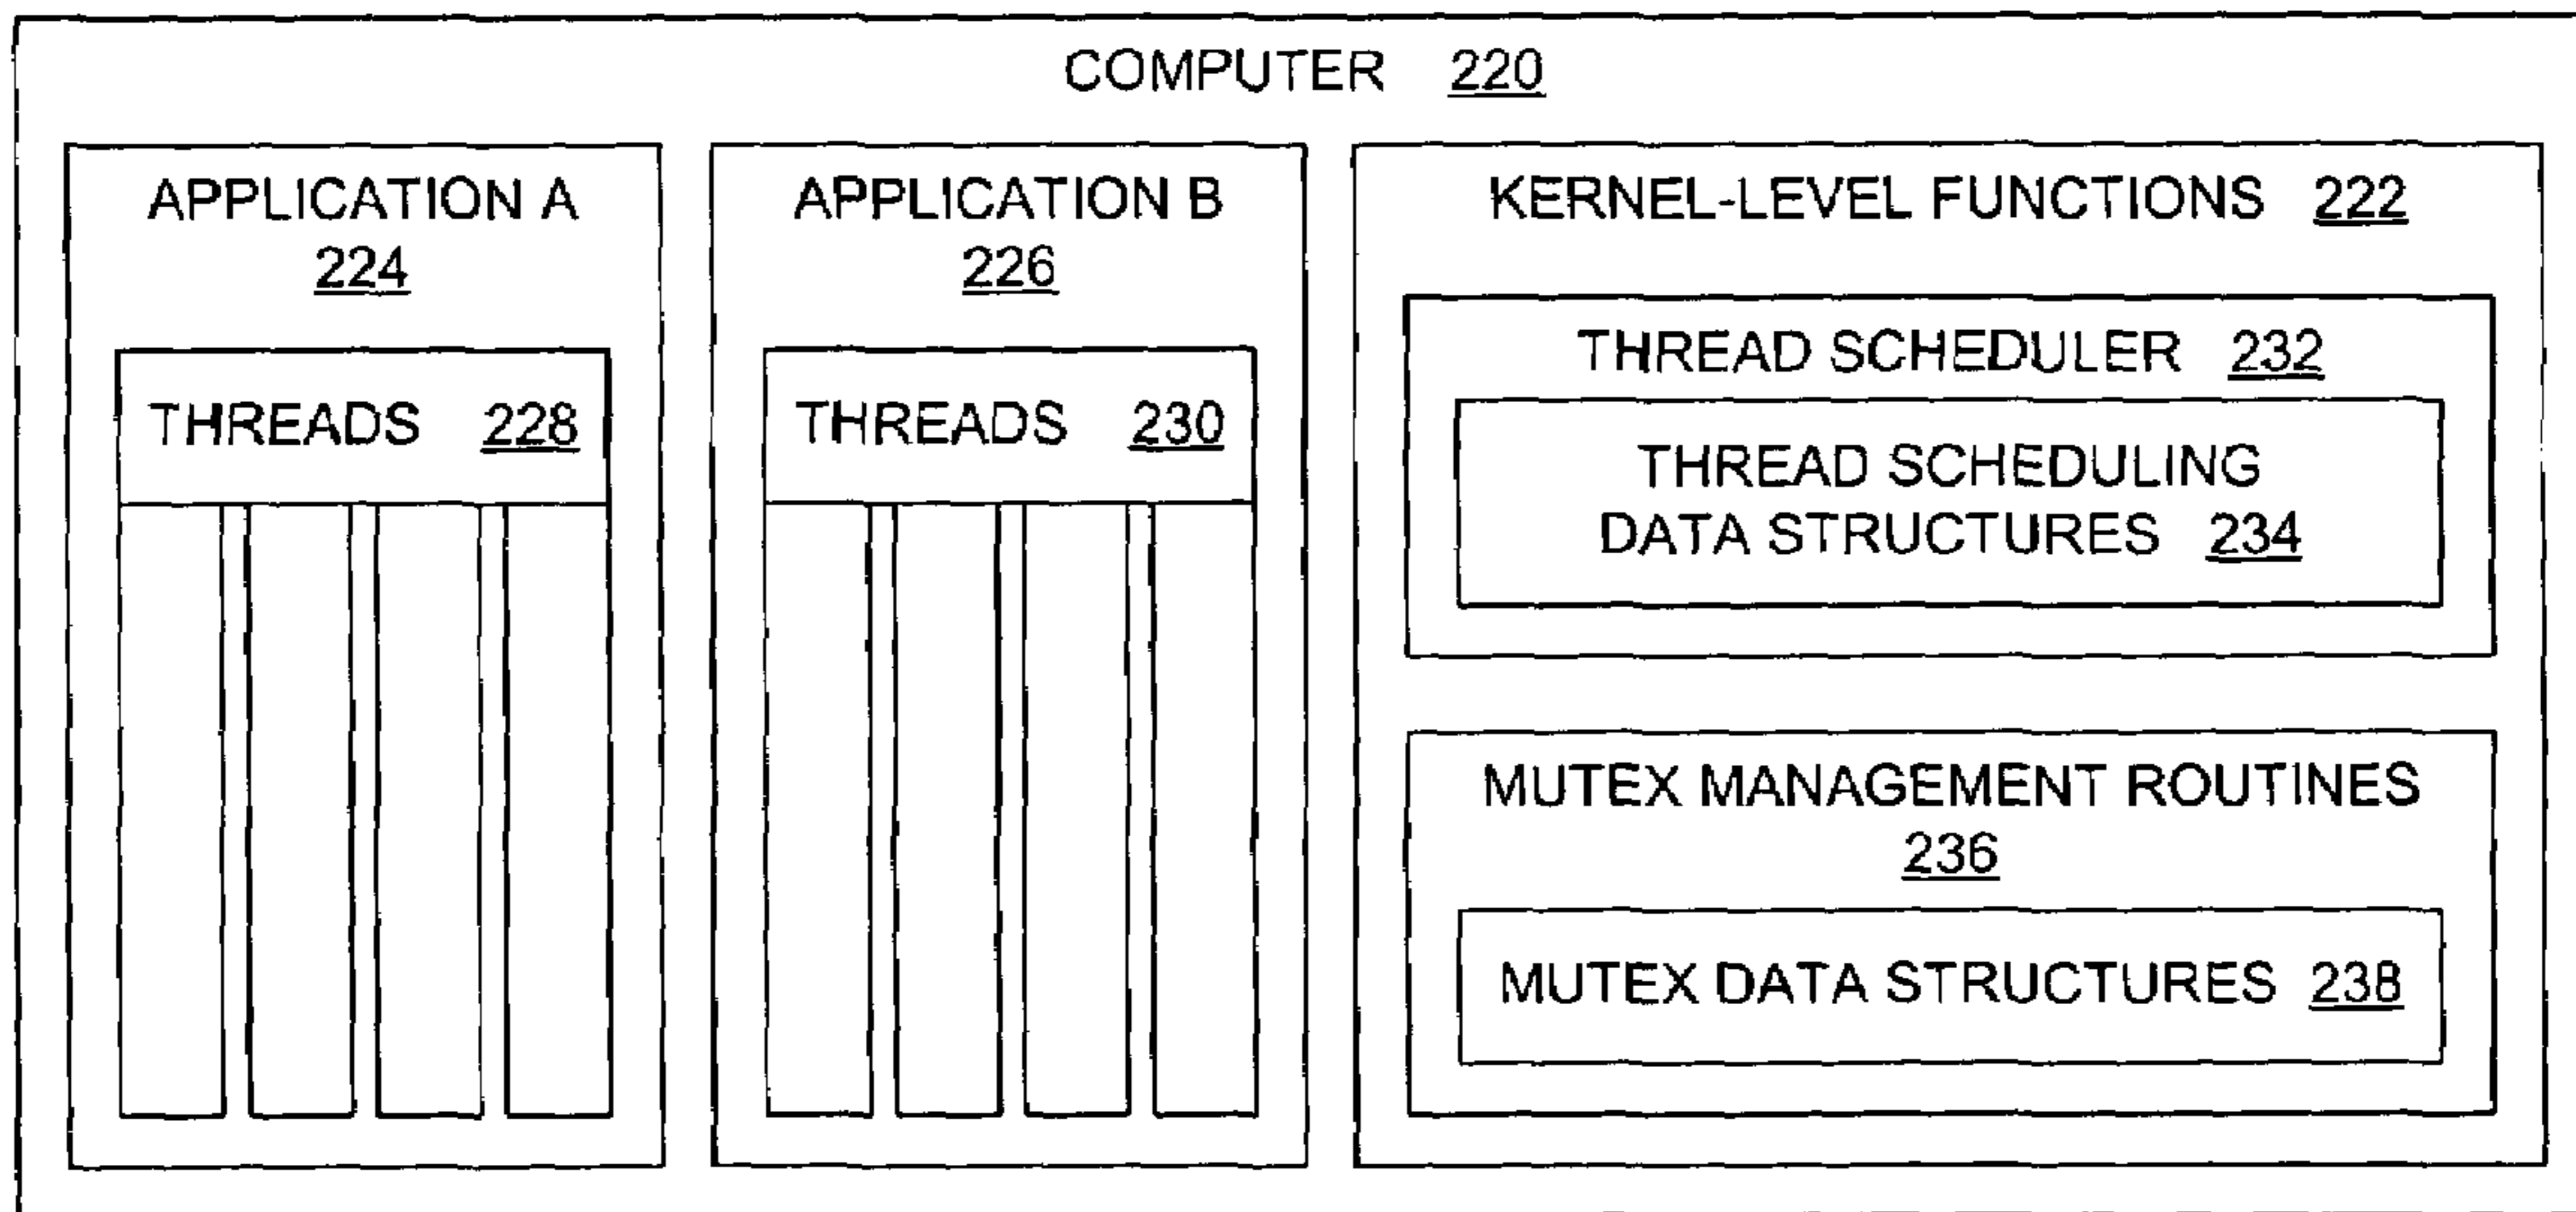 COMPUTER 220
APPLICATION A
224
THREADS 228
APPLICATION B
226
THREADS 230
KERNEL-LEVEL FUNCTIONS 222
THREAD SCHEDULER 232
THREAD SCHEDULING
DATA STRUCTURES 234
MUTEX MANAGEMENT ROUTINES
236
MUTEX DATA STRUCTURES 238